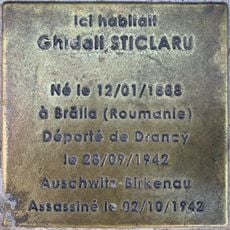 Ici habitait
Ghidali STICLARU
Né le 12/01/1888
à Brăila (Roumanie)
Déporté de Drancy
le 28/09/1942
Auschwitz-Birkenau
Assassiné le 02/10/1942